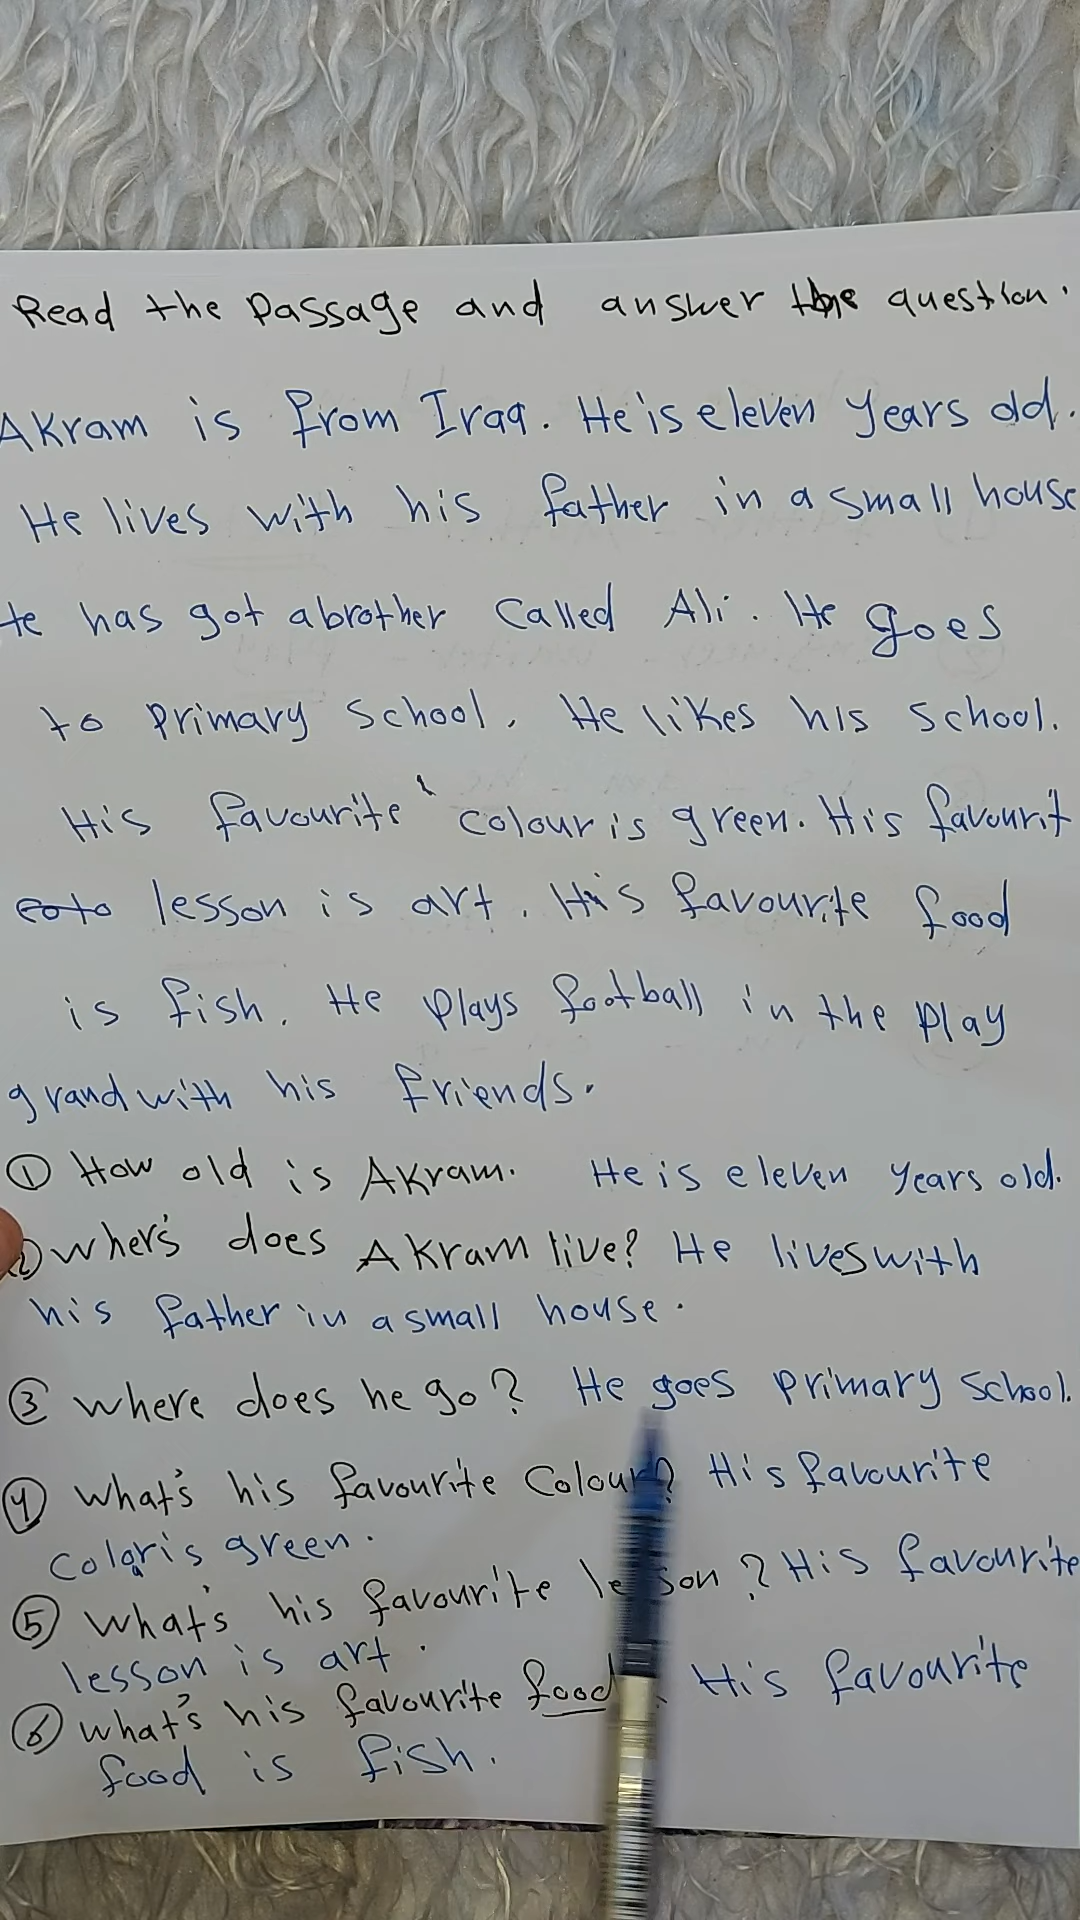 Read the Passage and answer the question.
Akram is from Iraq. He is eleven years old.
He lives with his father in a small house
He has got a brother called Ali. He goes
to primary school. He likes his school.
His favourite colour is green. His favourit
lesson is art. His favourite food
is fish. He plays football in the play
grand with his friends.
① How old is Akram. He is eleven years old.
② wher's does Akram live? He lives with
his father in a small house.
③ where does he go? He goes primary school.
④ what's his favourite Colour? His favourite
color is green.
⑤ what's his favourite lesson? His favourite
lesson is art.
⑥ what's his favourite food His favourite
food is fish.